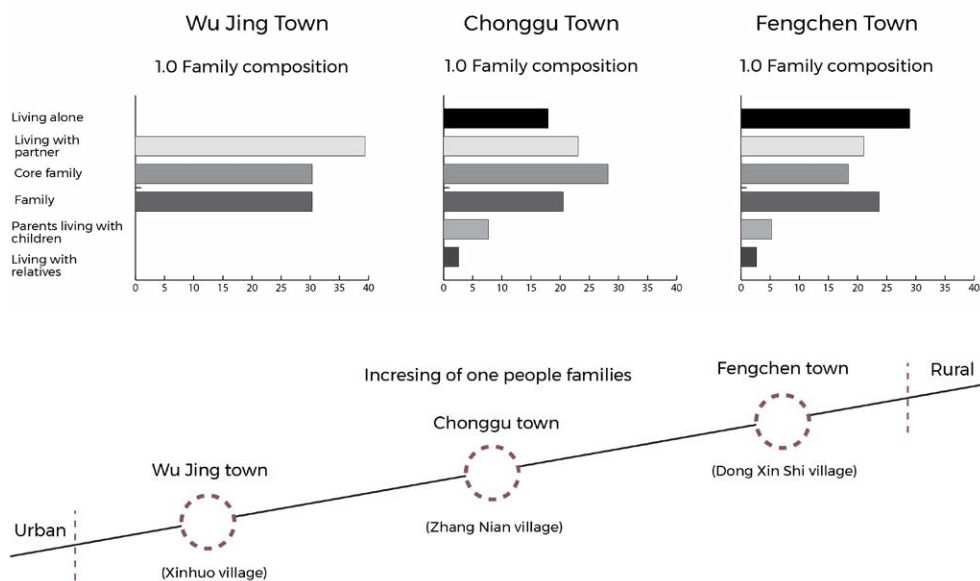 Wu Jing Town
Chonggu Town
Fengchen Town
1.0 Family composition
1.0 Family composition
1.0 Family composition
Living alone
Living with
partner
Core family
Family
Parents living with
children
Living with
relatives
0 5 10 15 20 25 30 35 40
0 5 10 15 20 25 30 35 40
0 5 10 15 20 25 30 35 40
Incresing of one people families
Fengchen town
Rural
Chonggu town
Wu Jing town
(Dong Xin Shi village)
Urban
(Zhang Nian village)
(Xinhuo village)